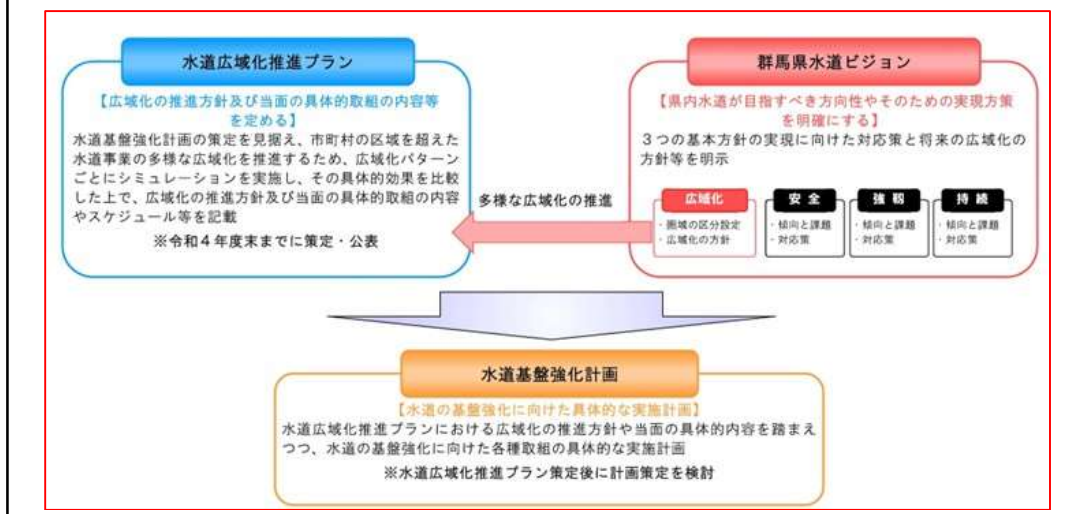 水道広域化推進プラン
【広域化の推進方針及び当面の具体的取組の内容等
を定める】
水道基盤強化計画の策定を見据え、市町村の区域を超えた
水道事業の多様な広域化を推進するため、広域化パターン
ごとにシミュレーションを実施し、その具体的効果を比較
した上で、広域化の推進方針及び当面の具体的取組の内容
やスケジュール等を記載
※令和４年度末までに策定・公表
多様な広域化の推進
群馬県水道ビジョン
【県内水道が目指すべき方向性やそのための実現方策
を明確にする】
３つの基本方針の実現に向けた対応策と将来の広域化の
方針等を明示
広域化
・圏域の区分設定
・広域化の方針
安 全
・傾向と課題
・対応策
強 靱
・傾向と課題
・対応策
持 続
・傾向と課題
・対応策
水道基盤強化計画
【水道の基盤強化に向けた具体的な実施計画】
水道広域化推進プランにおける広域化の推進方針や当面の具体的内容を踏まえ
つつ、水道の基盤強化に向けた各種取組の具体的な実施計画
※水道広域化推進プラン策定後に計画策定を検討